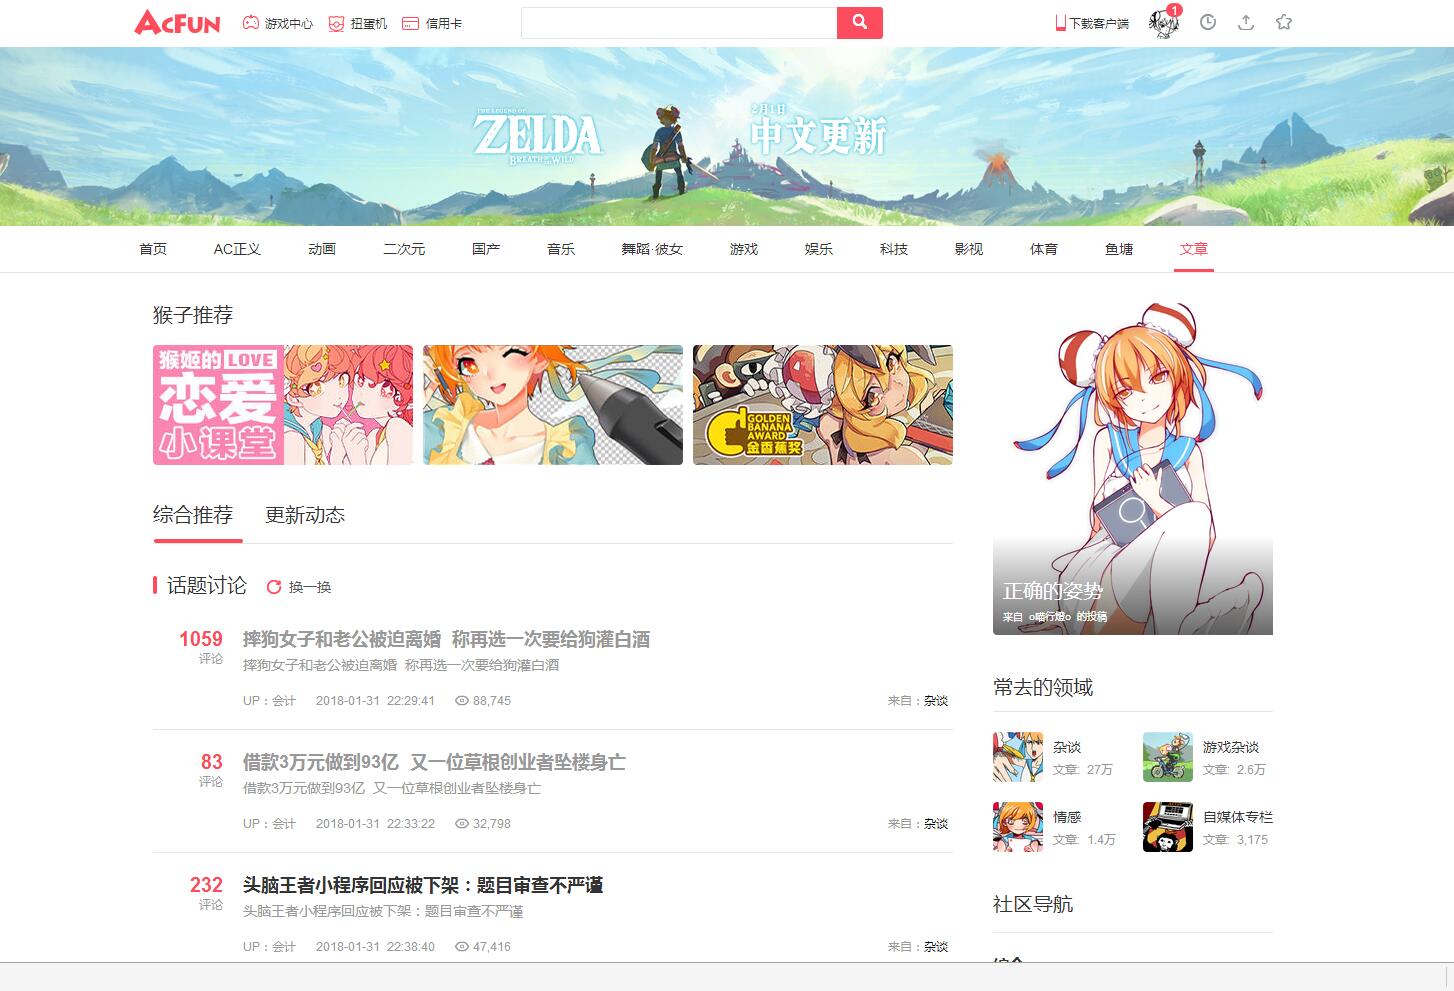 AcFun 游戏中心 扭蛋机 信用卡 下载客户端 1
THE LEGEND OF
ZELDA
BREATH OF THE WILD
2月1日
中文更新
首页 AC正义 动画 二次元 国产 音乐 舞蹈·彼女 游戏 娱乐 科技 影视 体育 鱼塘 文章
猴子推荐
猴姬的 LOVE
恋爱
小课堂
GOLDEN
BANANA
AWARD
金香蕉奖
综合推荐 更新动态
话题讨论 换一换
1059 摔狗女子和老公被迫离婚 称再选一次要给狗灌白酒
评论 摔狗女子和老公被迫离婚 称再选一次要给狗灌白酒
UP：会计 2018-01-31 22:29:41 88,745 来自：杂谈
83 借款3万元做到93亿 又一位草根创业者坠楼身亡
评论 借款3万元做到93亿 又一位草根创业者坠楼身亡
UP：会计 2018-01-31 22:33:22 32,798 来自：杂谈
232 头脑王者小程序回应被下架：题目审查不严谨
评论 头脑王者小程序回应被下架：题目审查不严谨
UP：会计 2018-01-31 22:38:40 47,416 来自：杂谈
正确的姿势
来自 o喵行燈o 的投稿
常去的领域
杂谈
文章: 27万
游戏杂谈
文章: 2.6万
情感
文章: 1.4万
自媒体专栏
文章: 3,175
社区导航